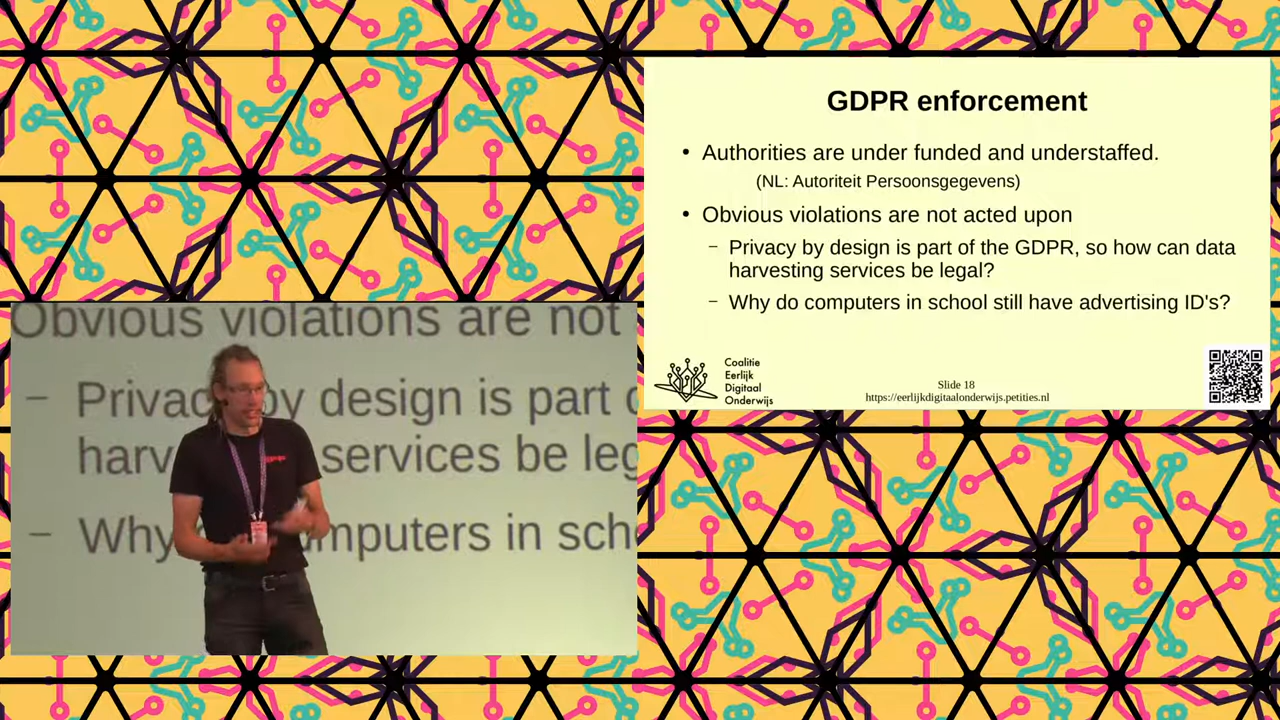 GDPR enforcement
• Authorities are under funded and understaffed.
(NL: Autoriteit Persoonsgegevens)
• Obvious violations are not acted upon
– Privacy by design is part of the GDPR, so how can data
harvesting services be legal?
– Why do computers in school still have advertising ID's?
Coalitie
Eerlijk
Digitaal
Onderwijs
Slide 18
https://eerlijkdigitaalonderwijs.petities.nl
Obvious violations are not
– Privacy by design is part
harv services be leg
– Why computers in scho